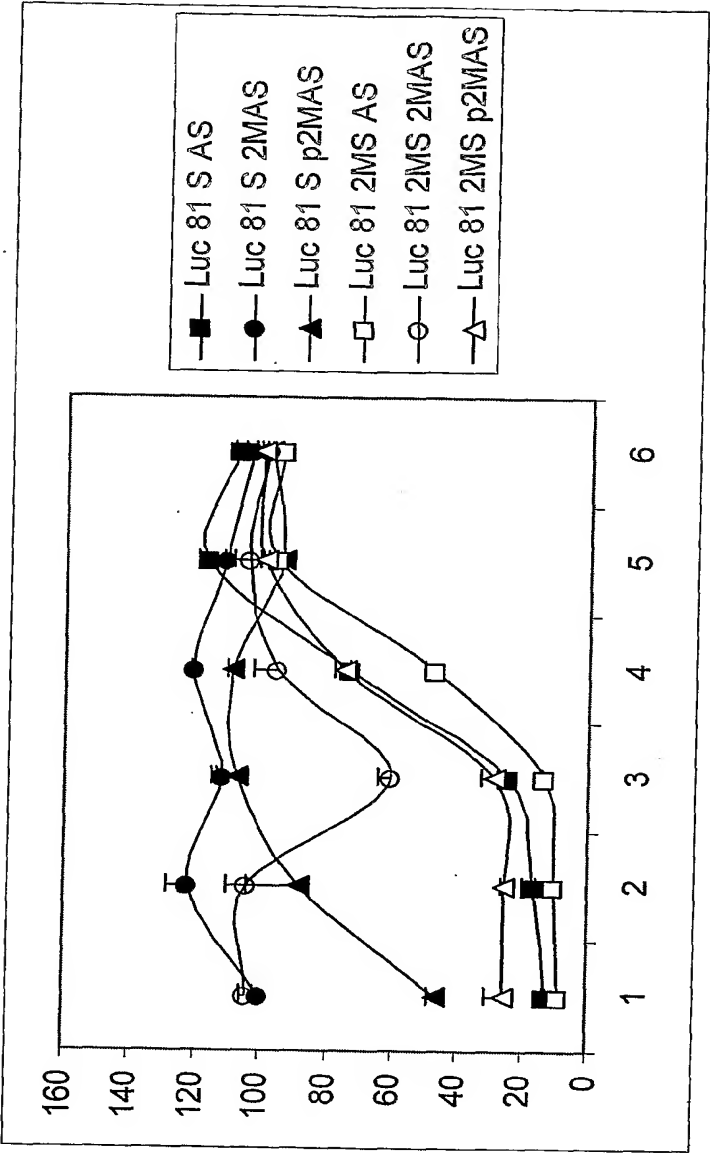 Luc 81 S AS
Luc 81 S 2MAS
Luc 81 S p2MAS
Luc 81 2MS AS
Luc 81 2MS 2MAS
Luc 81 2MS p2MAS
160
140
120
100
80
60
40
20
0
1 2 3 4 5 6